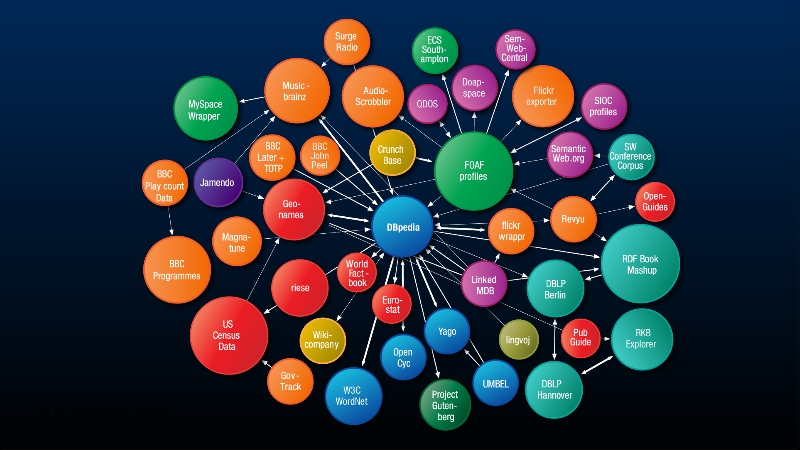 Surge
Radio
ECS
South-
ampton
Sem-
Web-
Central
Music-
brainz
Audio-
Scrobbler
Doap-
space
Flickr
exporter
MySpace
Wrapper
QDOS
SIOC
profiles
BBC
Later +
TOTP
BBC
John
Peel
Crunch
Base
FOAF
profiles
Semantic
Web.org
SW
Conference
Corpus
BBC
Play count
Data
Jamendo
Geo-
names
DBpedia
flickr
wrappr
Revyu
Open-
Guides
Magna-
tune
BBC
Programmes
riese
World
Fact-
book
Linked
MDB
DBLP
Berlin
RDF Book
Mashup
Euro-
stat
US
Census
Data
Wiki-
company
Yago
lingvoj
Pub
Guide
RKB
Explorer
Open
Cyc
Gov-
Track
W3C
WordNet
UMBEL
DBLP
Hannover
Project
Guten-
berg